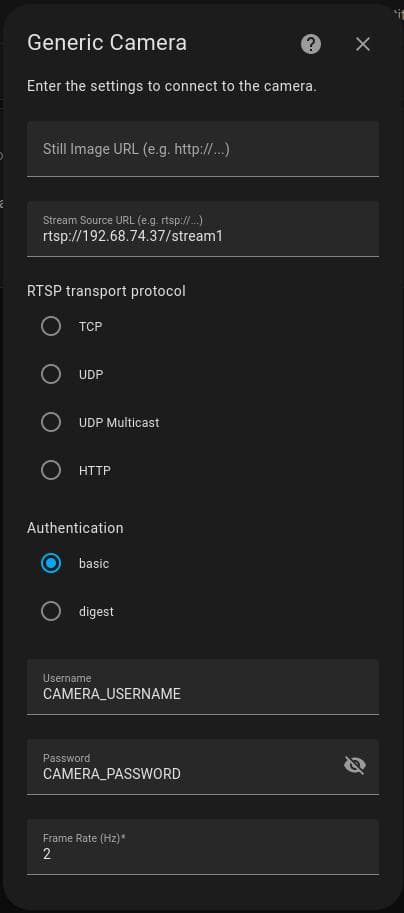 Generic Camera
Enter the settings to connect to the camera.
Still Image URL (e.g. http://...)
Stream Source URL (e.g. rtsp://...)
rtsp://192.68.74.37/stream1
RTSP transport protocol
TCP
UDP
UDP Multicast
HTTP
Authentication
basic
digest
Username
CAMERA_USERNAME
Password
CAMERA_PASSWORD
Frame Rate (Hz)*
2